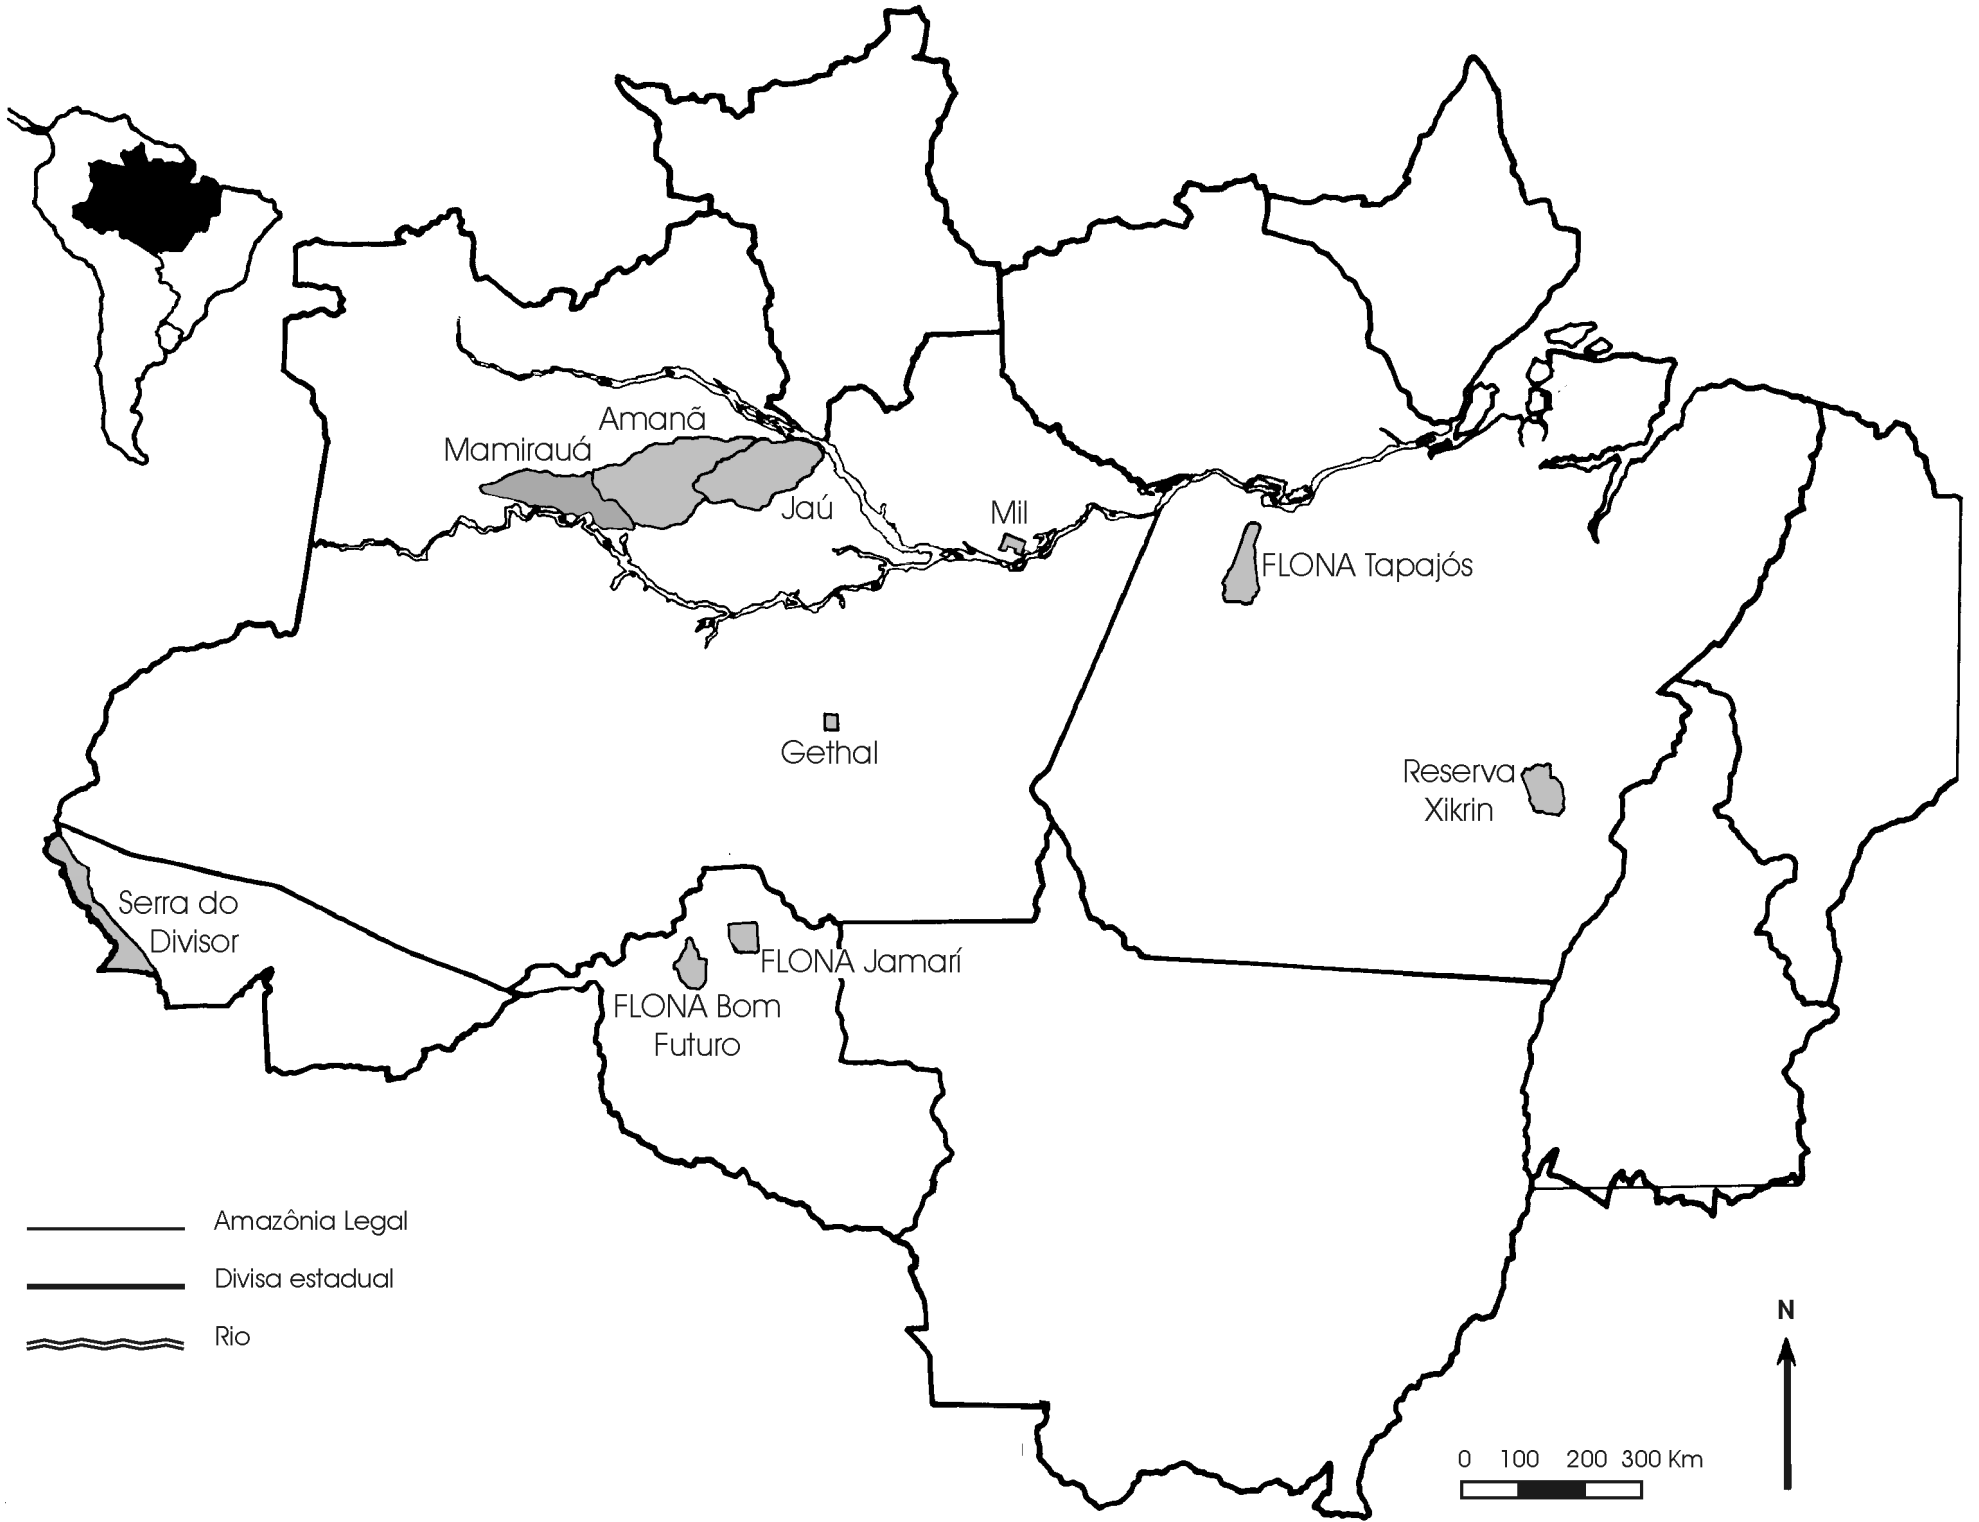 Amanã
Mamirauá
Jaú
Mil
FLONA Tapajós
Gethal
Reserva
Xikrin
Serra do
Divisor
FLONA Jamarí
FLONA Bom
Futuro
Amazônia Legal
Divisa estadual
Rio
N
0 100 200 300 Km